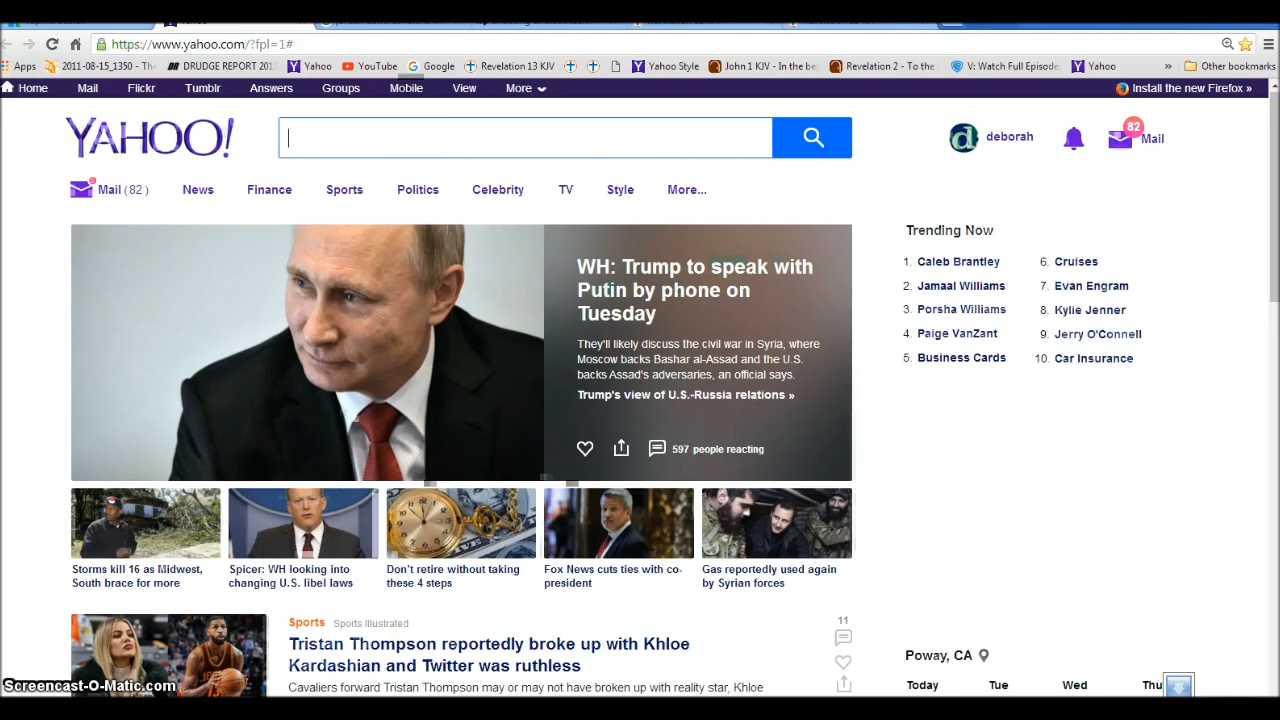 https://www.yahoo.com/?fpl=1#
Apps
2011-08-15_1350 - The
DR DRUDGE REPORT 201
Yahoo
YouTube
Google
Revelation 13 KJV
Yahoo Style
John 1 KJV - In the be
Revelation 2 - To the
V: Watch Full Episode
Yahoo
»
Other bookmarks
Home
Mail
Flickr
Tumblr
Answers
Groups
Mobile
View
More
Install the new Firefox »
YAHOO!
d
deborah
82
Mail
Mail (82)
News
Finance
Sports
Politics
Celebrity
TV
Style
More...
WH: Trump to speak with
Putin by phone on
Tuesday
They'll likely discuss the civil war in Syria, where
Moscow backs Bashar al-Assad and the U.S.
backs Assad's adversaries, an official says.
Trump's view of U.S.-Russia relations »
597 people reacting
Trending Now
1. Caleb Brantley
2. Jamaal Williams
3. Porsha Williams
4. Paige VanZant
5. Business Cards
6. Cruises
7. Evan Engram
8. Kylie Jenner
9. Jerry O'Connell
10. Car Insurance
Storms kill 16 as Midwest,
South brace for more
Spicer: WH looking into
changing U.S. libel laws
Don't retire without taking
these 4 steps
Fox News cuts ties with co-
president
Gas reportedly used again
by Syrian forces
Sports Sports Illustrated
11
Tristan Thompson reportedly broke up with Khloe
Kardashian and Twitter was ruthless
Cavaliers forward Tristan Thompson may or may not have broken up with reality star, Khloe
Poway, CA
Today
Tue
Wed
Thu
Screencast-O-Matic.com